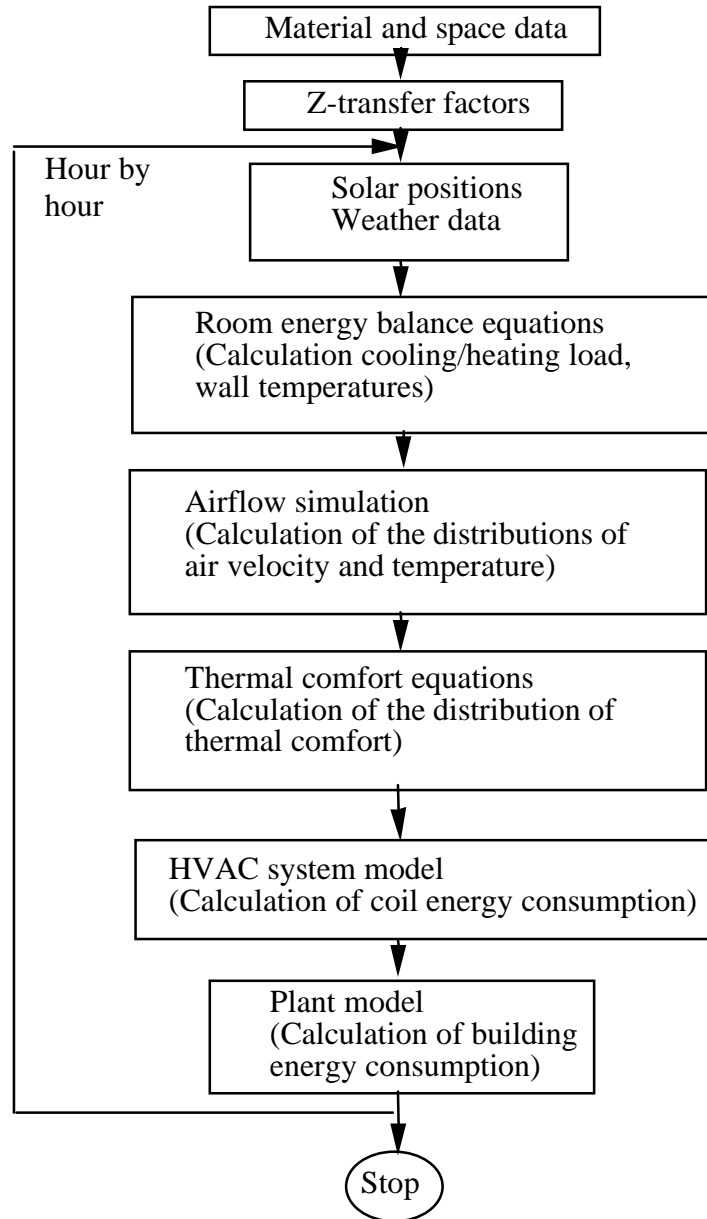 Material and space data
Z-transfer factors
Hour by
hour
Solar positions
Weather data
Room energy balance equations
(Calculation cooling/heating load,
wall temperatures)
Airflow simulation
(Calculation of the distributions of
air velocity and temperature)
Thermal comfort equations
(Calculation of the distribution of
thermal comfort)
HVAC system model
(Calculation of coil energy consumption)
Plant model
(Calculation of building
energy consumption)
Stop